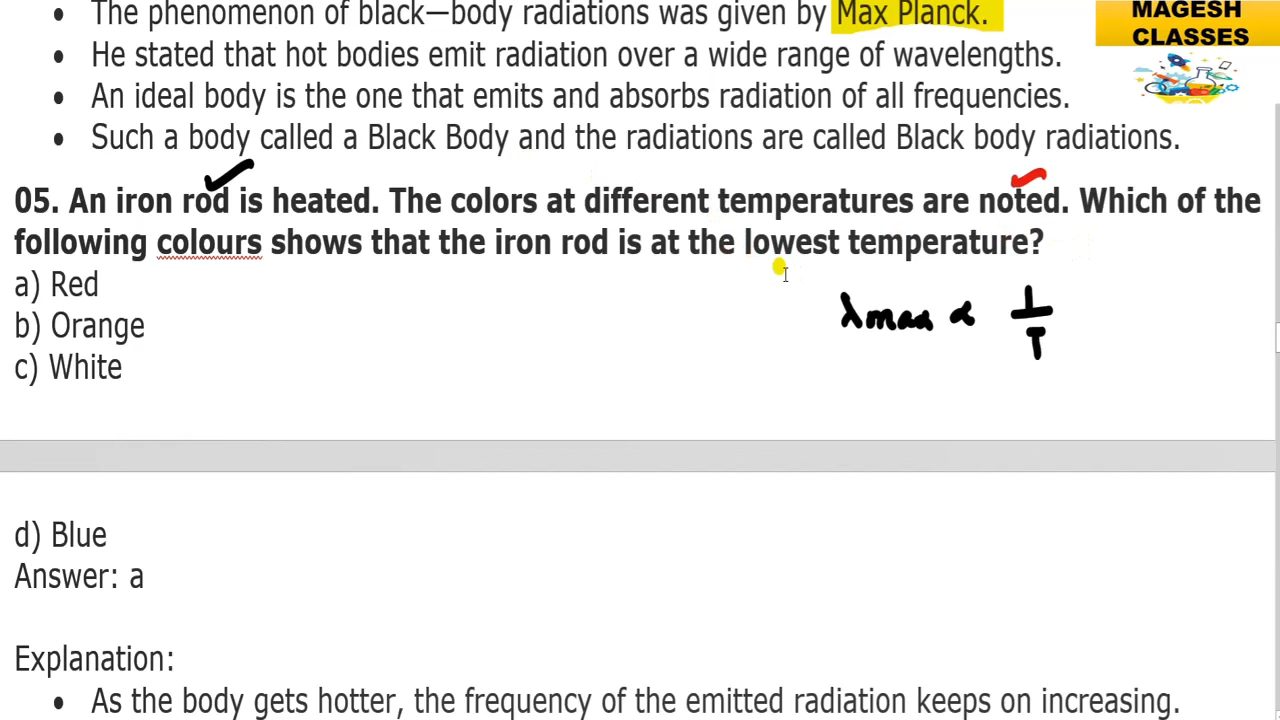 • The phenomenon of black—body radiations was given by Max Planck.
MAGESH
CLASSES
• He stated that hot bodies emit radiation over a wide range of wavelengths.
• An ideal body is the one that emits and absorbs radiation of all frequencies.
• Such a body called a Black Body and the radiations are called Black body radiations.
05. An iron rod is heated. The colors at different temperatures are noted. Which of the
following colours shows that the iron rod is at the lowest temperature?
a) Red
b) Orange
λmax ∝ 1/T
c) White
d) Blue
Answer: a
Explanation:
• As the body gets hotter, the frequency of the emitted radiation keeps on increasing.